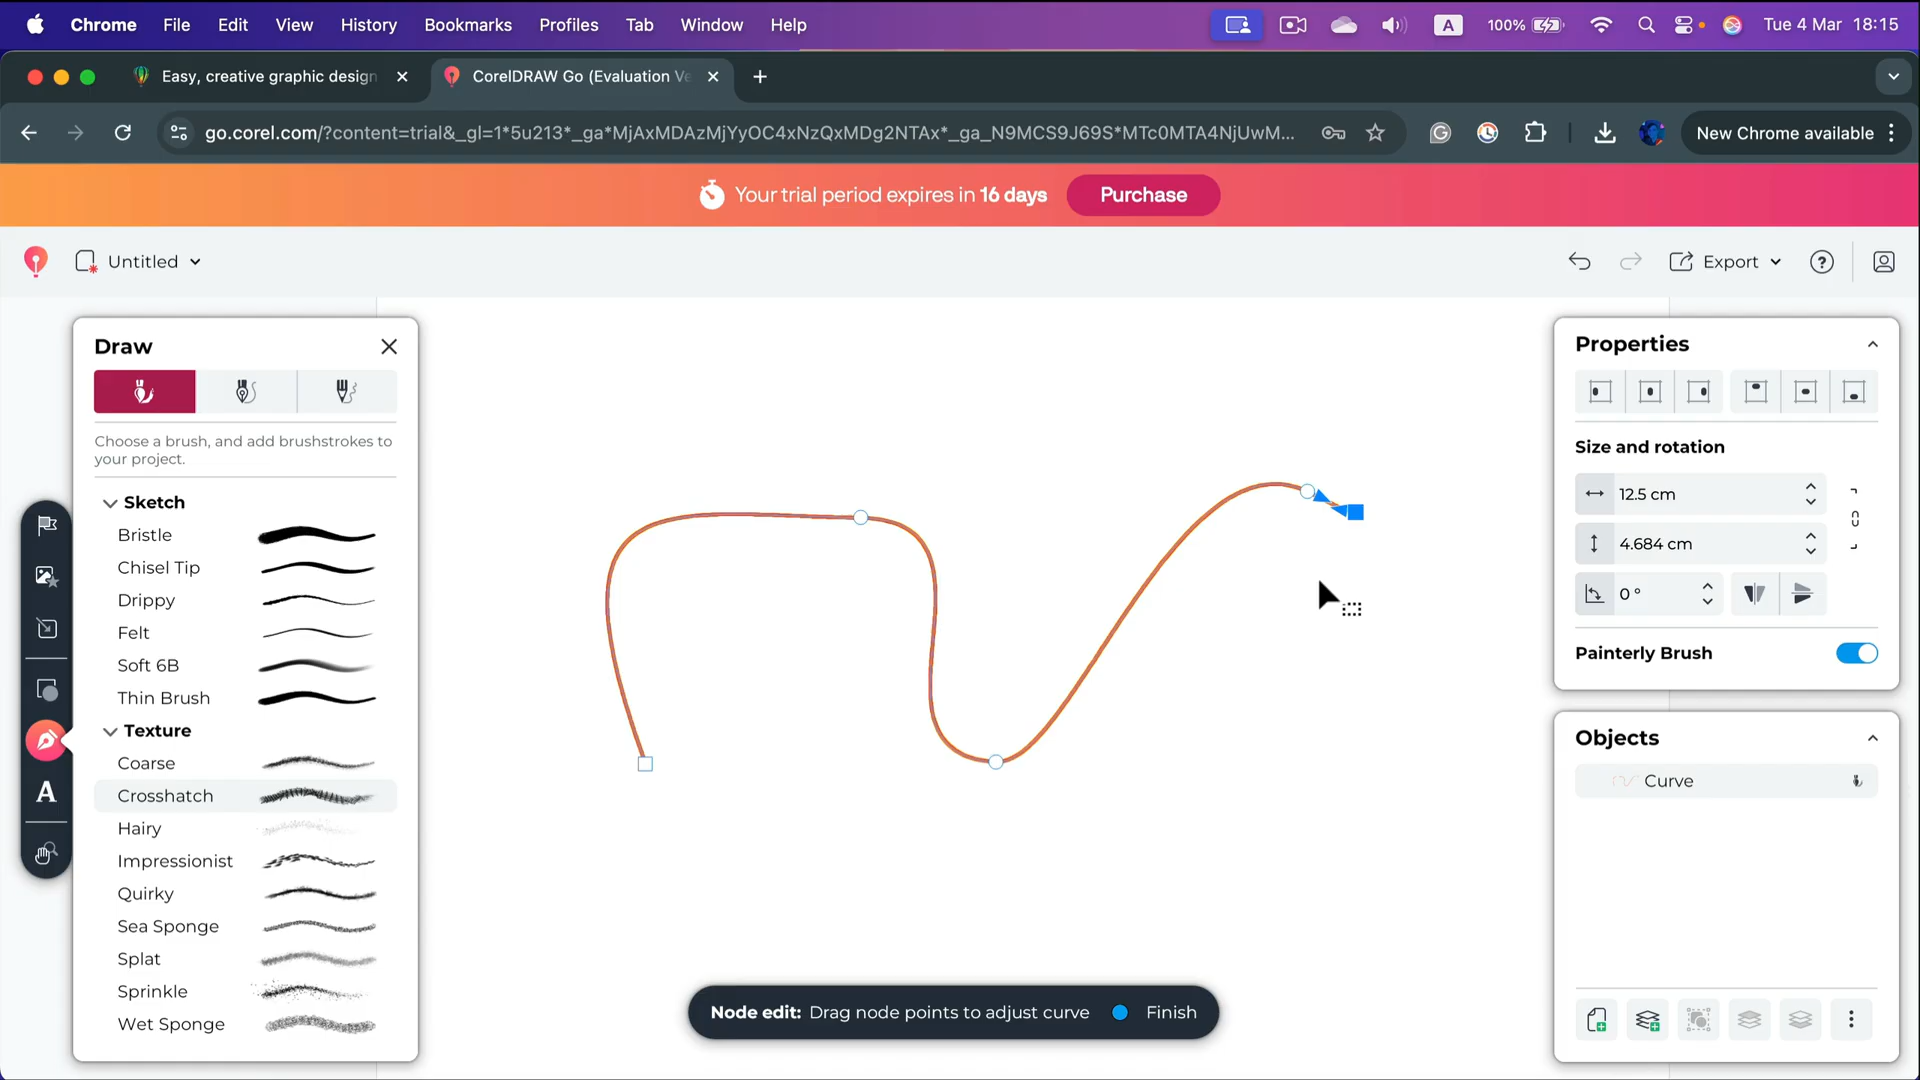 Chrome File Edit View History Bookmarks Profiles Tab Window Help A 100% Tue 4 Mar 18:15
Easy, creative graphic design CorelDRAW Go (Evaluation Ve
go.corel.com/?content=trial&_gl=1*5u213*_ga*MjAxMDAzMjYyOC4xNzQxMDg2NTAx*_ga_N9MCS9J69S*MTc0MTA4NjUwM... New Chrome available
Your trial period expires in 16 days Purchase
Untitled Export ?
Draw
Choose a brush, and add brushstrokes to
your project.
Sketch
Bristle
Chisel Tip
Drippy
Felt
Soft 6B
Thin Brush
Texture
Coarse
Crosshatch
Hairy
Impressionist
Quirky
Sea Sponge
Splat
Sprinkle
Wet Sponge
A
Node edit: Drag node points to adjust curve Finish
Properties
Size and rotation
12.5 cm
4.684 cm
0 °
Painterly Brush
Objects
Curve